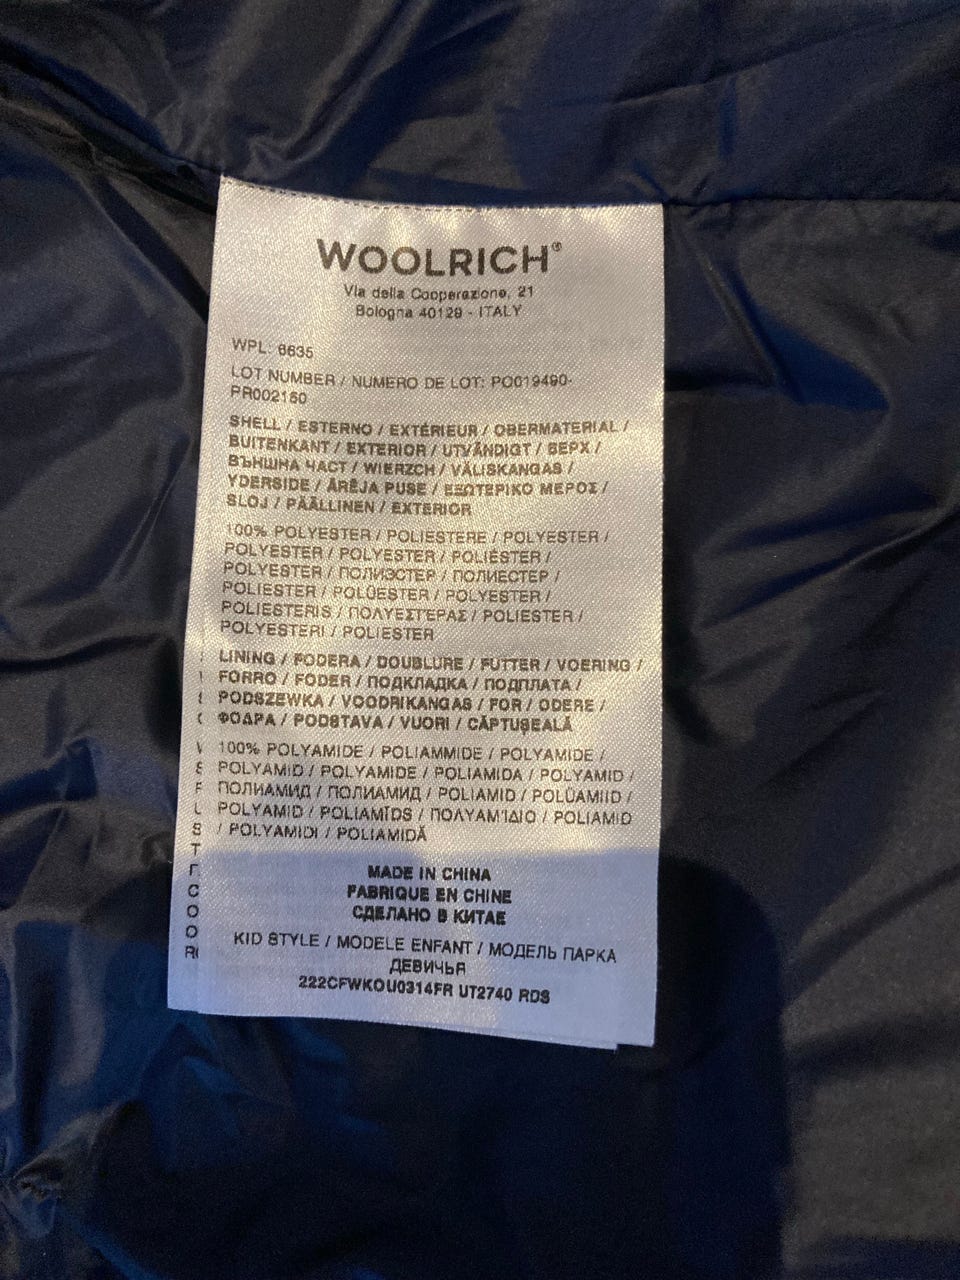 WOOLRICH®
Via della Cooperazione, 21
Bologna 40129 - ITALY
WPL: 6635
LOT NUMBER / NUMERO DE LOT: PO019490-
PR002160
SHELL / ESTERNO / EXTÉRIEUR / OBERMATERIAL /
BUITENKANT / EXTERIOR / UTVÄNDIGT / ВЕРХ /
ВЪНШНА ЧАСТ / WIERZCH / VÄLISKANGAS /
YDERSIDE / ĀRĒJA PUSE / ΕΞΩΤΕΡΙΚΟ ΜΕΡΟΣ /
SLOJ / PÄÄLLINEN / EXTERIOR
100% POLYESTER / POLIESTERE / POLYESTER /
POLYESTER / POLYESTER / POLIÉSTER /
POLYESTER / ПОЛИЭСТЕР / ПОЛИЕСТЕР /
POLIESTER / POLÜESTER / POLYESTER /
POLIESTERIS / ΠΟΛΥΕΣΤΕΡΑΣ / POLIESTER /
POLYESTERI / POLIESTER
LINING / FODERA / DOUBLURE / FUTTER / VOERING /
FORRO / FODER / ПОДКЛАДКА / ПОДПЛАТА /
PODSZEWKA / VOODRIKANGAS / FOR / ODERE /
ΦΟΔΡΑ / PODSTAVA / VUORI / CĂPTUȘEALĂ
100% POLYAMIDE / POLIAMMIDE / POLYAMIDE /
POLYAMID / POLYAMIDE / POLIAMIDA / POLYAMID /
ПОЛИАМИД / ПОЛИАМИД / POLIAMID / POLÜAMIID /
POLYAMID / POLIAMĪDS / ΠΟΛΥΑΜΊΔΙΟ / POLIAMID
/ POLYAMIDI / POLIAMIDĂ
MADE IN CHINA
FABRIQUE EN CHINE
СДЕЛАНО В КИТАЕ
KID STYLE / MODELE ENFANT / МОДЕЛЬ ПАРКА
ДЕВИЧЬЯ
222CFWKOU0314FR UT2740 RDS